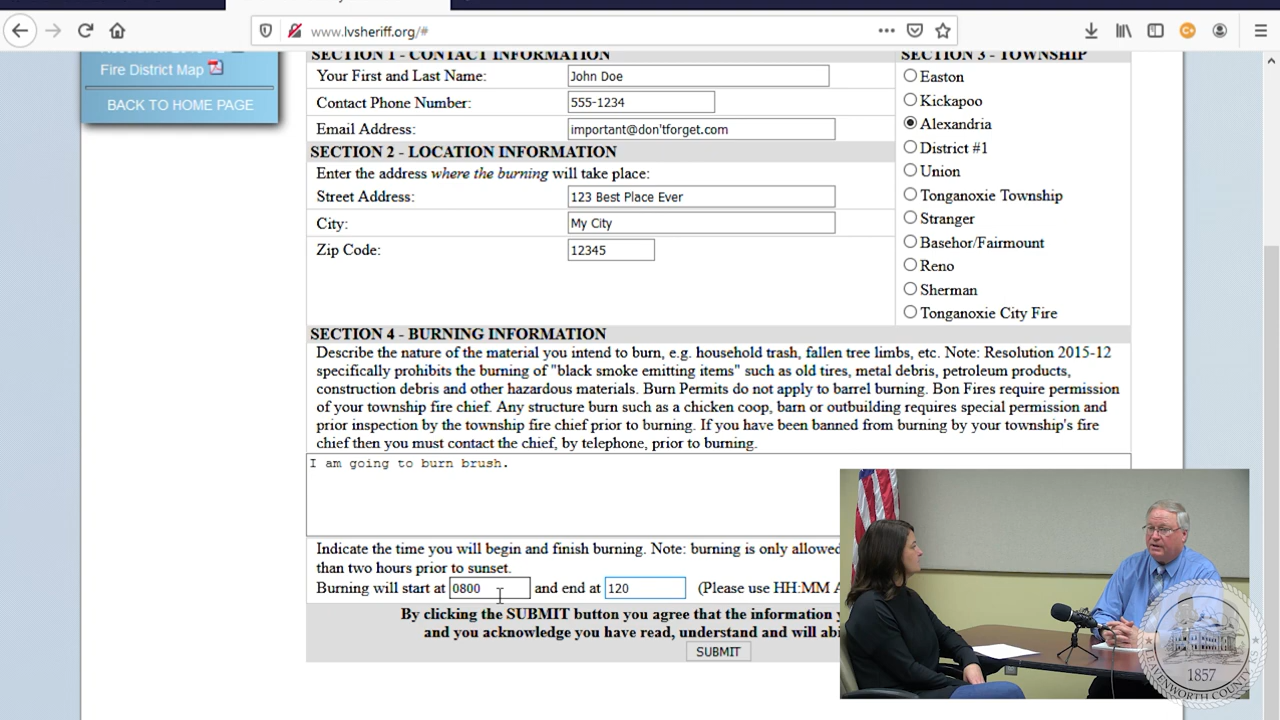 www.lvsheriff.org/#
Fire District Map
BACK TO HOME PAGE
SECTION 1 - CONTACT INFORMATION
Your First and Last Name: John Doe
Contact Phone Number: 555-1234
Email Address: important@don'tforget.com
SECTION 2 - LOCATION INFORMATION
Enter the address where the burning will take place:
Street Address: 123 Best Place Ever
City: My City
Zip Code: 12345
SECTION 3 - TOWNSHIP
Easton
Kickapoo
Alexandria
District #1
Union
Tonganoxie Township
Stranger
Basehor/Fairmount
Reno
Sherman
Tonganoxie City Fire
SECTION 4 - BURNING INFORMATION
Describe the nature of the material you intend to burn, e.g. household trash, fallen tree limbs, etc. Note: Resolution 2015-12
specifically prohibits the burning of "black smoke emitting items" such as old tires, metal debris, petroleum products,
construction debris and other hazardous materials. Burn Permits do not apply to barrel burning. Bon Fires require permission
of your township fire chief. Any structure burn such as a chicken coop, barn or outbuilding requires special permission and
prior inspection by the township fire chief prior to burning. If you have been banned from burning by your township's fire
chief then you must contact the chief, by telephone, prior to burning.
I am going to burn brush.
Indicate the time you will begin and finish burning. Note: burning is only allowed
than two hours prior to sunset.
Burning will start at 0800 and end at 120 (Please use HH:MM A
By clicking the SUBMIT button you agree that the information
and you acknowledge you have read, understand and will
SUBMIT
LEAVENWORTH COUNTY, KS
1857